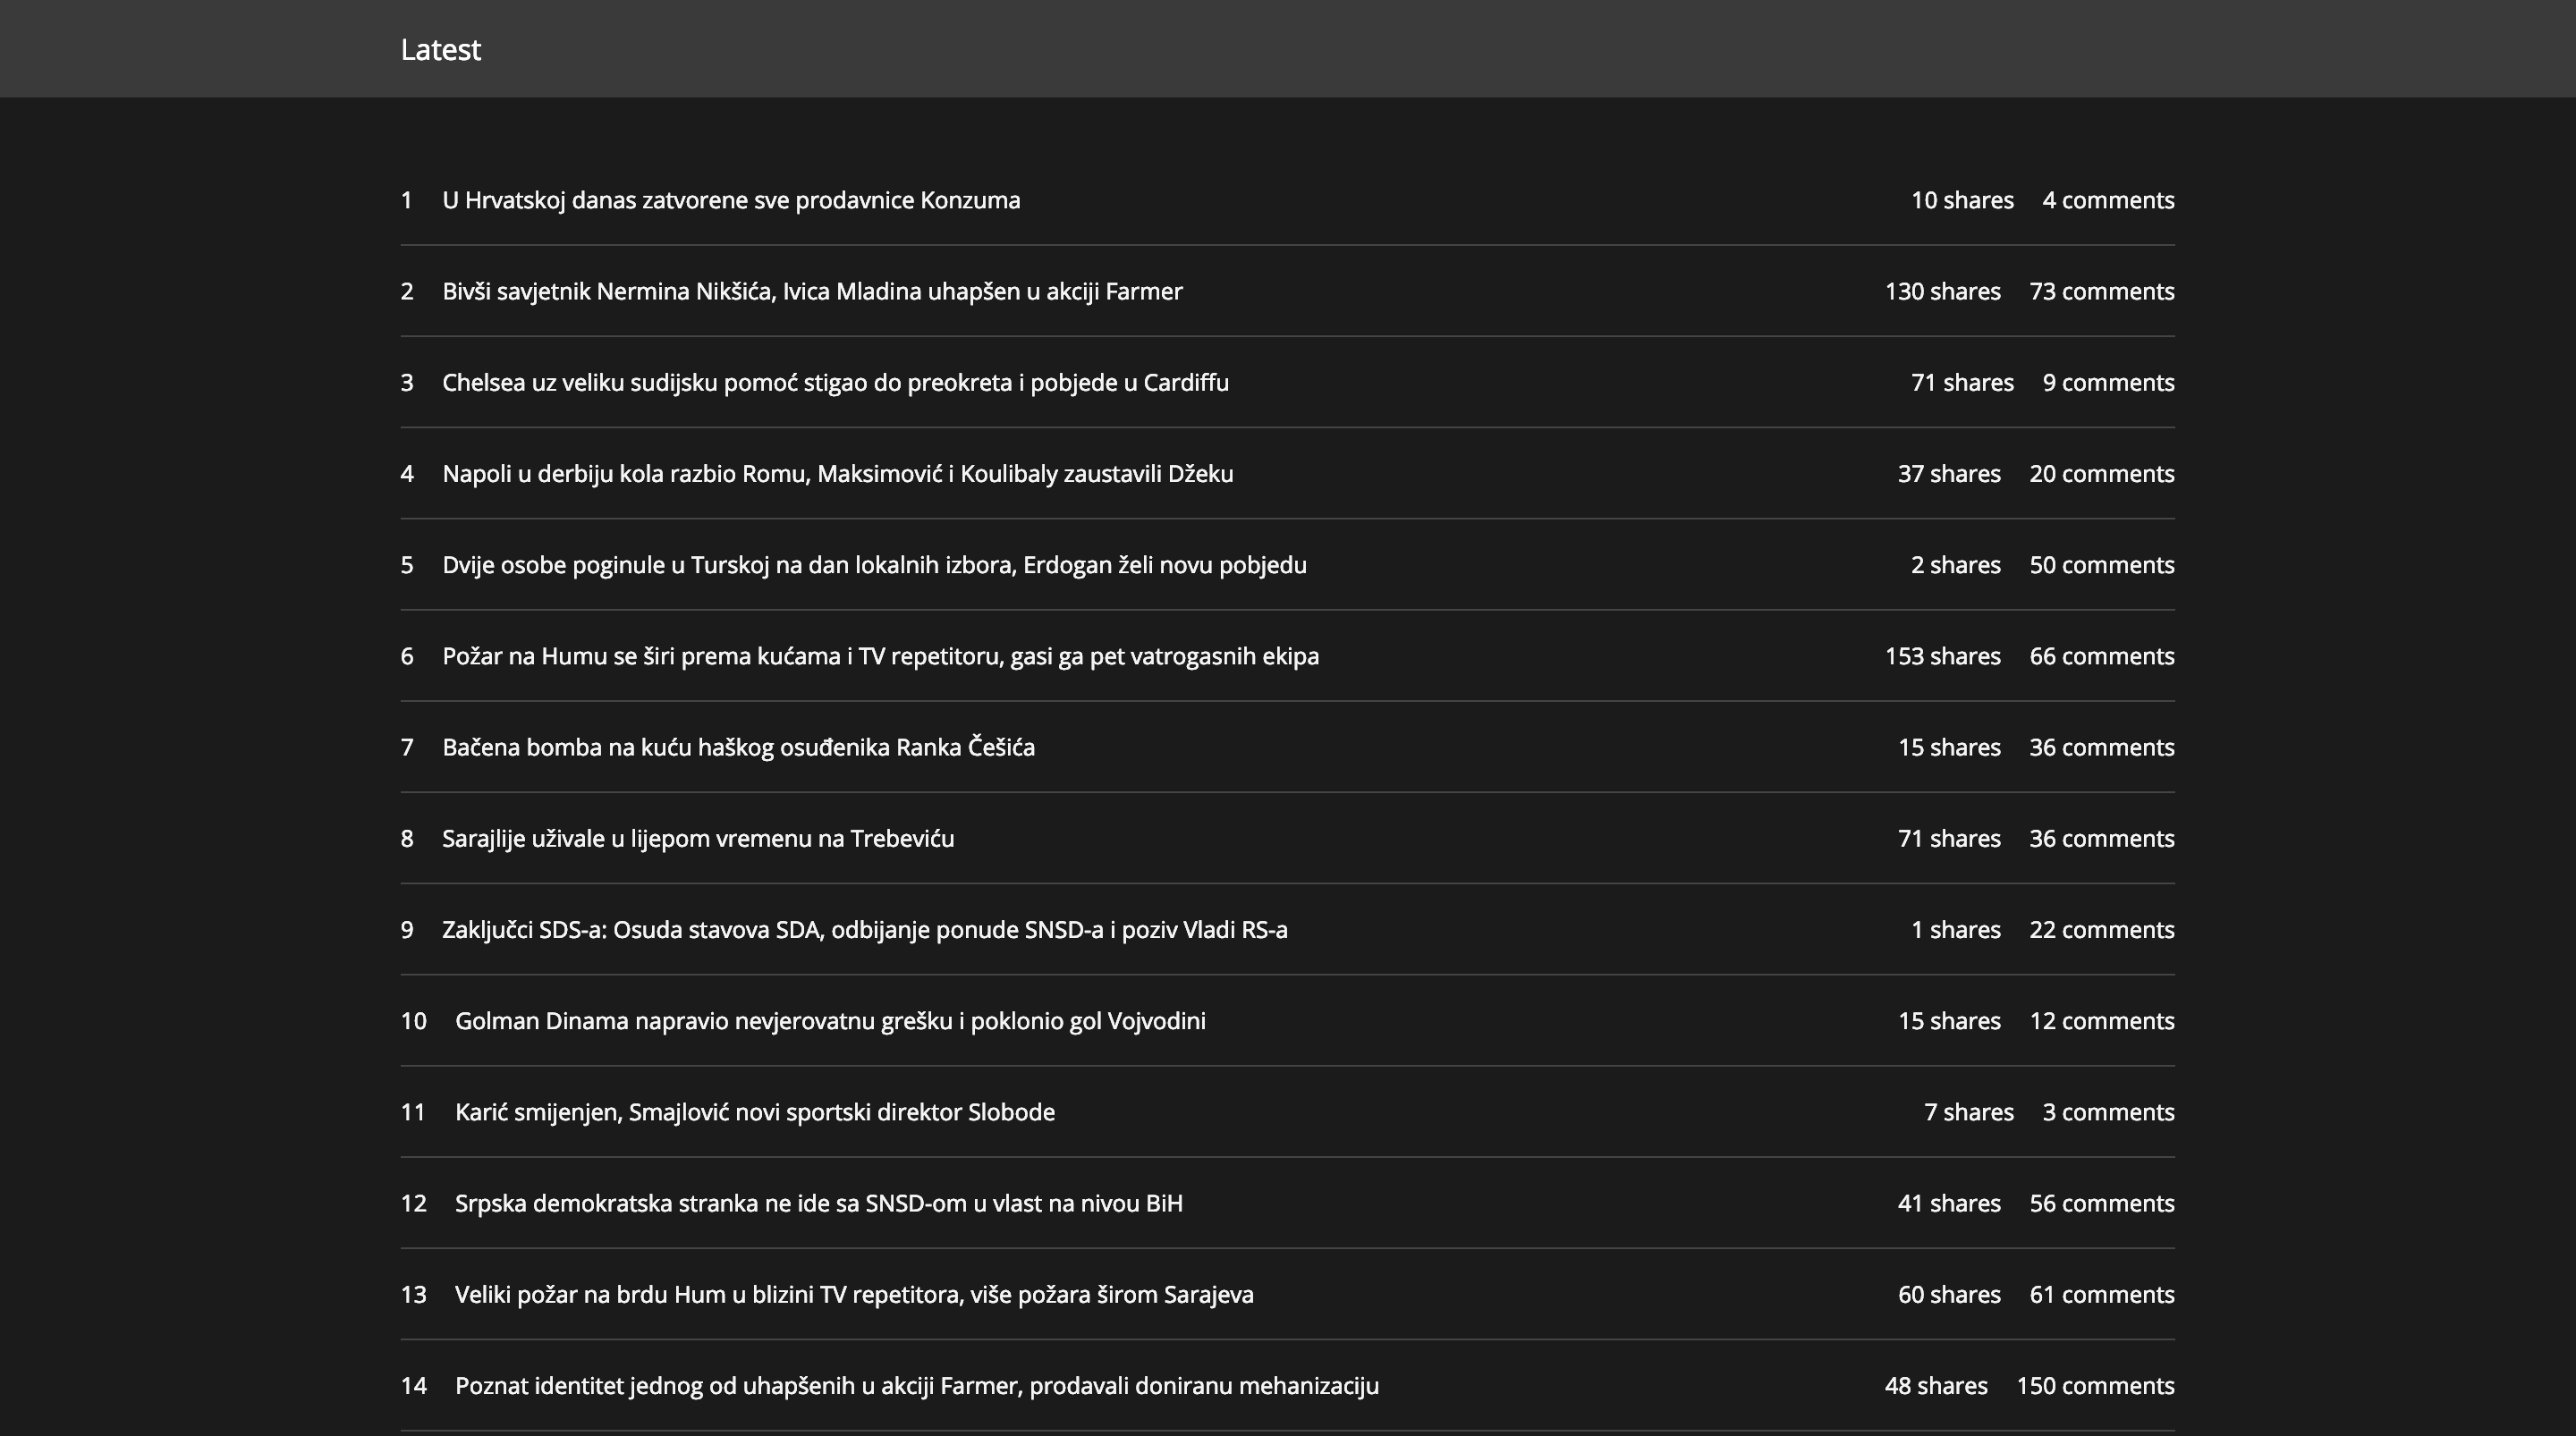 Latest
1 U Hrvatskoj danas zatvorene sve prodavnice Konzuma 10 shares 4 comments
2 Bivši savjetnik Nermina Nikšića, Ivica Mladina uhapšen u akciji Farmer 130 shares 73 comments
3 Chelsea uz veliku sudijsku pomoć stigao do preokreta i pobjede u Cardiffu 71 shares 9 comments
4 Napoli u derbiju kola razbio Romu, Maksimović i Koulibaly zaustavili Džeku 37 shares 20 comments
5 Dvije osobe poginule u Turskoj na dan lokalnih izbora, Erdogan želi novu pobjedu 2 shares 50 comments
6 Požar na Humu se širi prema kućama i TV repetitoru, gasi ga pet vatrogasnih ekipa 153 shares 66 comments
7 Bačena bomba na kuću haškog osuđenika Ranka Češića 15 shares 36 comments
8 Sarajlije uživale u lijepom vremenu na Trebeviću 71 shares 36 comments
9 Zaključci SDS-a: Osuda stavova SDA, odbijanje ponude SNSD-a i poziv Vladi RS-a 1 shares 22 comments
10 Golman Dinama napravio nevjerovatnu grešku i poklonio gol Vojvodini 15 shares 12 comments
11 Karić smijenjen, Smajlović novi sportski direktor Slobode 7 shares 3 comments
12 Srpska demokratska stranka ne ide sa SNSD-om u vlast na nivou BiH 41 shares 56 comments
13 Veliki požar na brdu Hum u blizini TV repetitora, više požara širom Sarajeva 60 shares 61 comments
14 Poznat identitet jednog od uhapšenih u akciji Farmer, prodavali doniranu mehanizaciju 48 shares 150 comments